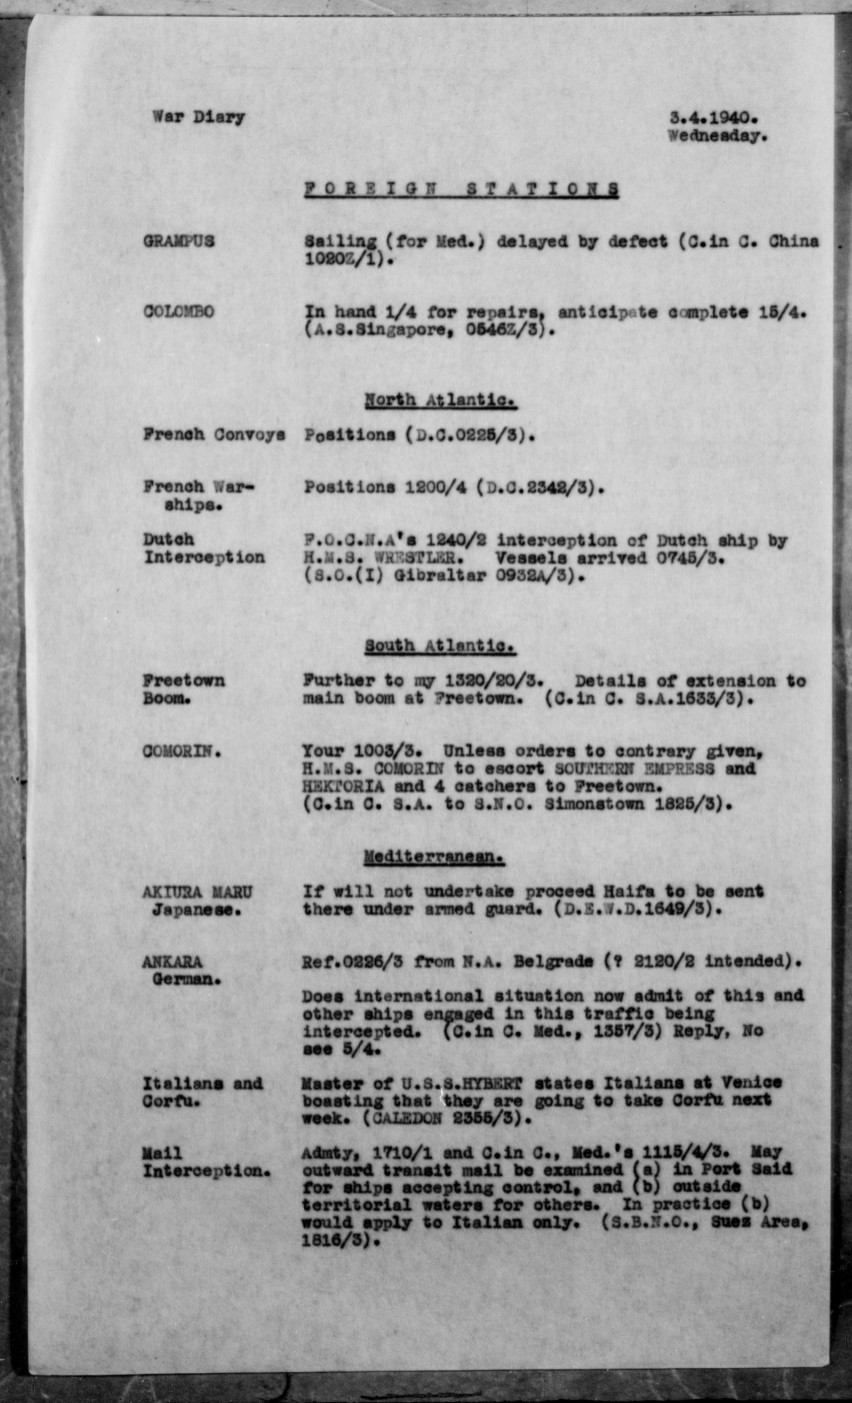 War Diary 3.4.1940.
Wednesday.
FOREIGN STATIONS
GRAMPUS Sailing (for Med.) delayed by defect (C.in C. China
1020Z/1).
COLOMBO In hand 1/4 for repairs, anticipate complete 15/4.
(A.S.Singapore, 0546Z/3).
North Atlantic.
French Convoys Positions (D.C.0225/3).
French War- Positions 1200/4 (D.C.2342/3).
ships.
Dutch F.O.C.N.A's 1240/2 interception of Dutch ship by
Interception H.M.S. WRESTLER. Vessels arrived 0745/3.
(S.O.(I) Gibraltar 0932A/3).
South Atlantic.
Freetown Further to my 1320/20/3. Details of extension to
Boom. main boom at Freetown. (C.in C. S.A.1633/3).
COMORIN. Your 1003/3. Unless orders to contrary given,
H.M.S. COMORIN to escort SOUTHERN EMPRESS and
HEKTORIA and 4 catchers to Freetown.
(C.in C. S.A. to S.N.O. Simonstown 1825/3).
Mediterranean.
AKIURA MARU If will not undertake proceed Haifa to be sent
Japanese. there under armed guard. (D.E.W.D.1649/3).
ANKARA Ref.0226/3 from N.A. Belgrade (? 2120/2 intended).
German.
Does international situation now admit of this and
other ships engaged in this traffic being
intercepted. (C.in C. Med., 1357/3) Reply, No
see 5/4.
Italians and Master of U.S.S.HYBERT states Italians at Venice
Corfu. boasting that they are going to take Corfu next
week. (CALEDON 2355/3).
Mail Admty, 1710/1 and C.in C., Med.'s 1115/4/3. May
Interception. outward transit mail be examined (a) in Port Said
for ships accepting control, and (b) outside
territorial waters for others. In practice (b)
would apply to Italian only. (S.B.N.O., Suez Area,
1816/3).